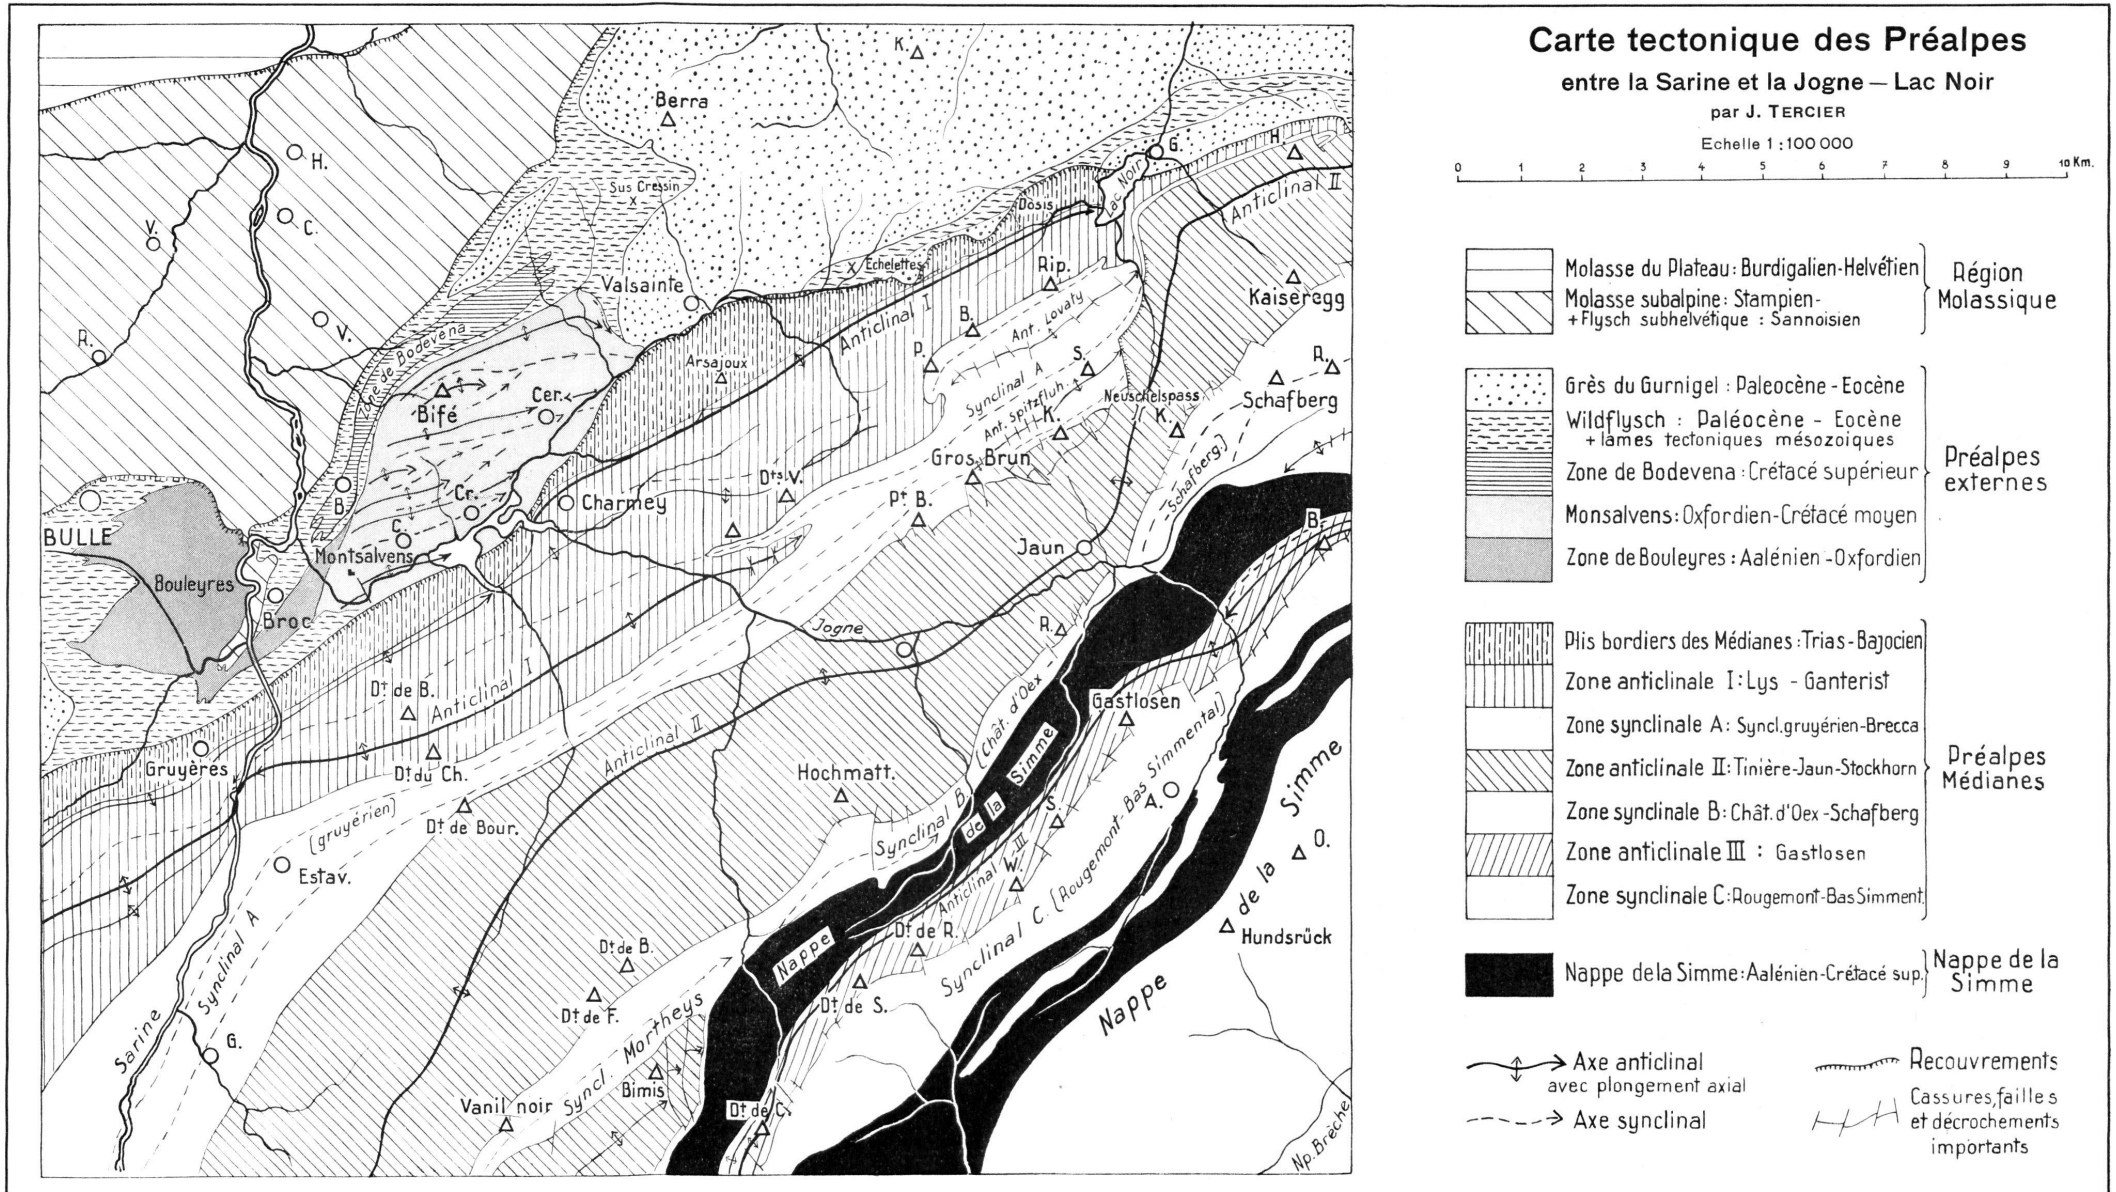 Carte tectonique des Préalpes
entre la Sarine et la Jogne — Lac Noir
par J. TERCIER
Echelle 1:100 000
0 1 2 3 4 5 6 7 8 9 10 Km.
Molasse du Plateau: Burdigalien-Helvétien
Molasse subalpine: Stampien-
+Flysch subhelvétique : Sannoisien
Région
Molassique
Grès du Gurnigel: Paleocène-Eocène
Wildflysch : Paléocène - Eocène
+ lames tectoniques mésozoiques
Zone de Bodevena: Crétacé supérieur
Monsalvens: Oxfordien-Crétacé moyen
Zone de Bouleyres: Aalénien-Oxfordien
Préalpes
externes
Plis bordiers des Médianes: Trias-Bajocien
Zone anticlinale I: Lys - Ganterist
Zone synclinale A: Syncl. gruyérien-Brecca
Zone anticlinale II: Tinière-Jaun-Stockhorn
Zone synclinale B: Chât. d'Oex-Schafberg
Zone anticlinale III : Gastlosen
Zone synclinale C: Rougemont-Bas Simment.
Préalpes
Médianes
Nappe de la Simme: Aalénien-Crétacé sup.
Nappe de la
Simme
Axe anticlinal
avec plongement axial
Axe synclinal
Recouvrements
Cassures, failles
et décrochements
importants
K.
Berra
H.
G.
H.
Lac Noir
Sus Cressin
x
Anticlinal II
Dosis
C.
V.
X Echelettes
Rip.
Valsainte
Kaiseregg
V.
B.
Ant. Lovaty
Anticlinal I
R.
Zone de Bodevena
P.
S.
R.
Arsajoux
Synclinal A
Schafberg
Neuschelspass
Bifé
Cer.
Ant. Spitzfluh.
K.
K.
Gros Brun
Schafberg.)
B.
Cr.
Charmey
Dts. V.
Pt B.
B.
BULLE
C.
Montsalvens
Jaun
Bouleyres
Broc
Jogne
R.
Dt. de B.
Anticlinal I
Gastlosen
(Chât. d'Oex
Gruyères
Dt. du Ch.
Anticlinal II
Hochmatt.
Nappe de la Simme
(Rougemont-Bas Simmental)
A.
Dt. de Bour.
(gruyérien)
Synclinal B
S.
O.
Estav.
W.
Anticlinal III
Hundsrück
Synclinal A
Dt. de B.
Dt. de R.
Synclinal C.
Dt. de F.
Dt. de S.
Nappe de la Simme
Sarine
G.
Syncl. Mortheys
Bimis
Vanil noir
Dt. de C.
Np. Brèche